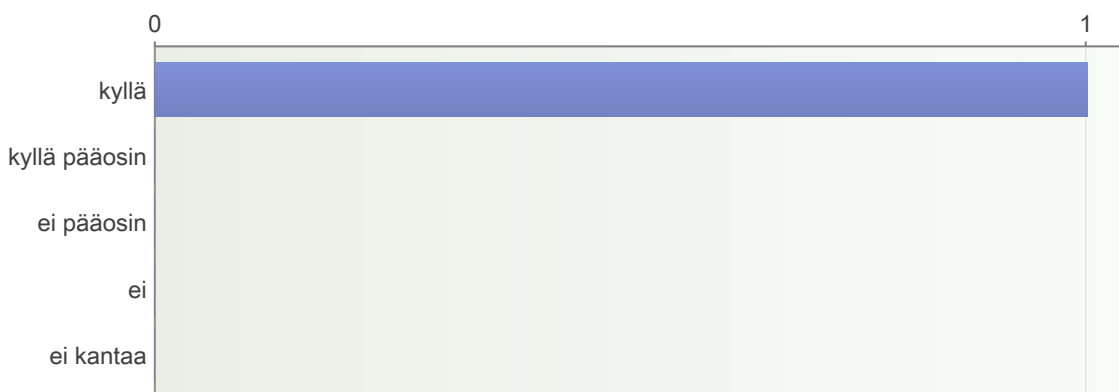 0 1
kyllä
kyllä pääosin
ei pääosin
ei
ei kantaa